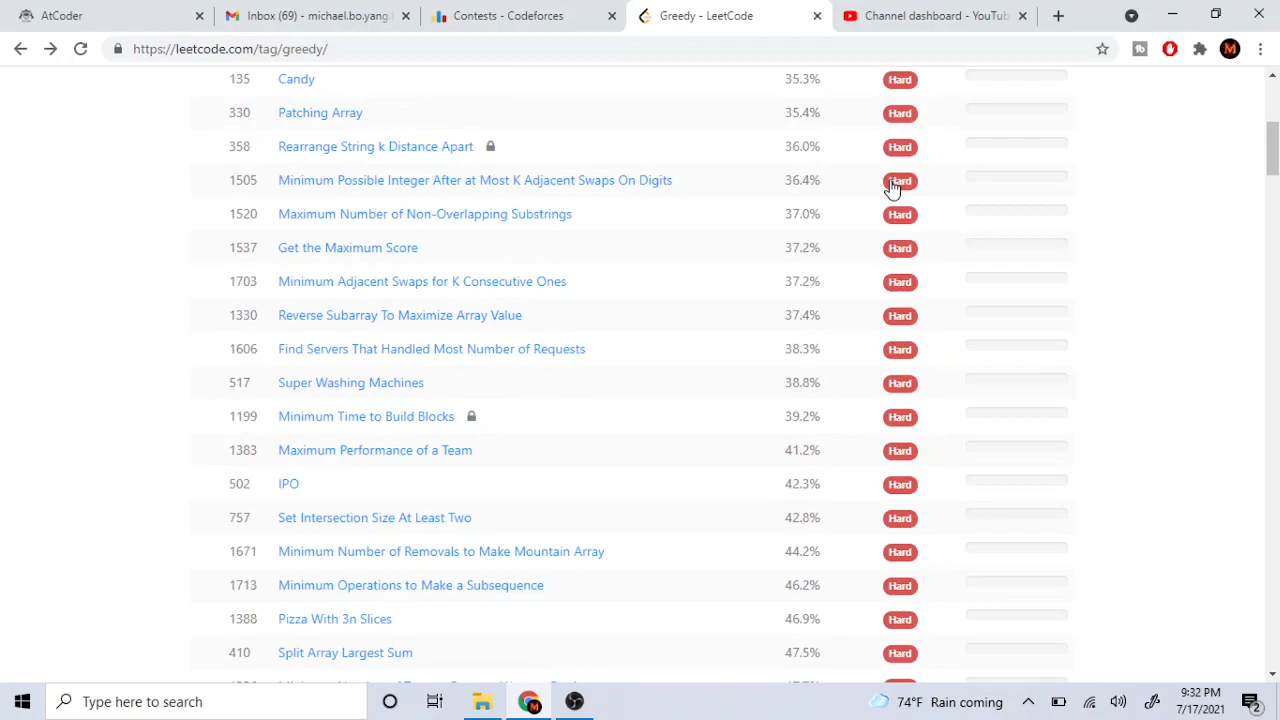 AtCoder
Inbox (69) - michael.boyang.
Contests - Codeforces
Greedy - LeetCode
Channel dashboard - YouTub
https://leetcode.com/tag/greedy/
M
135 Candy 35.3% Hard
330 Patching Array 35.4% Hard
358 Rearrange String k Distance Apart 36.0% Hard
1505 Minimum Possible Integer After at Most K Adjacent Swaps On Digits 36.4% Hard
1520 Maximum Number of Non-Overlapping Substrings 37.0% Hard
1537 Get the Maximum Score 37.2% Hard
1703 Minimum Adjacent Swaps for K Consecutive Ones 37.2% Hard
1330 Reverse Subarray To Maximize Array Value 37.4% Hard
1606 Find Servers That Handled Most Number of Requests 38.3% Hard
517 Super Washing Machines 38.8% Hard
1199 Minimum Time to Build Blocks 39.2% Hard
1383 Maximum Performance of a Team 41.2% Hard
502 IPO 42.3% Hard
757 Set Intersection Size At Least Two 42.8% Hard
1671 Minimum Number of Removals to Make Mountain Array 44.2% Hard
1713 Minimum Operations to Make a Subsequence 46.2% Hard
1388 Pizza With 3n Slices 46.9% Hard
410 Split Array Largest Sum 47.5% Hard
Type here to search
M
74°F Rain coming
9:32 PM
7/17/2021
2